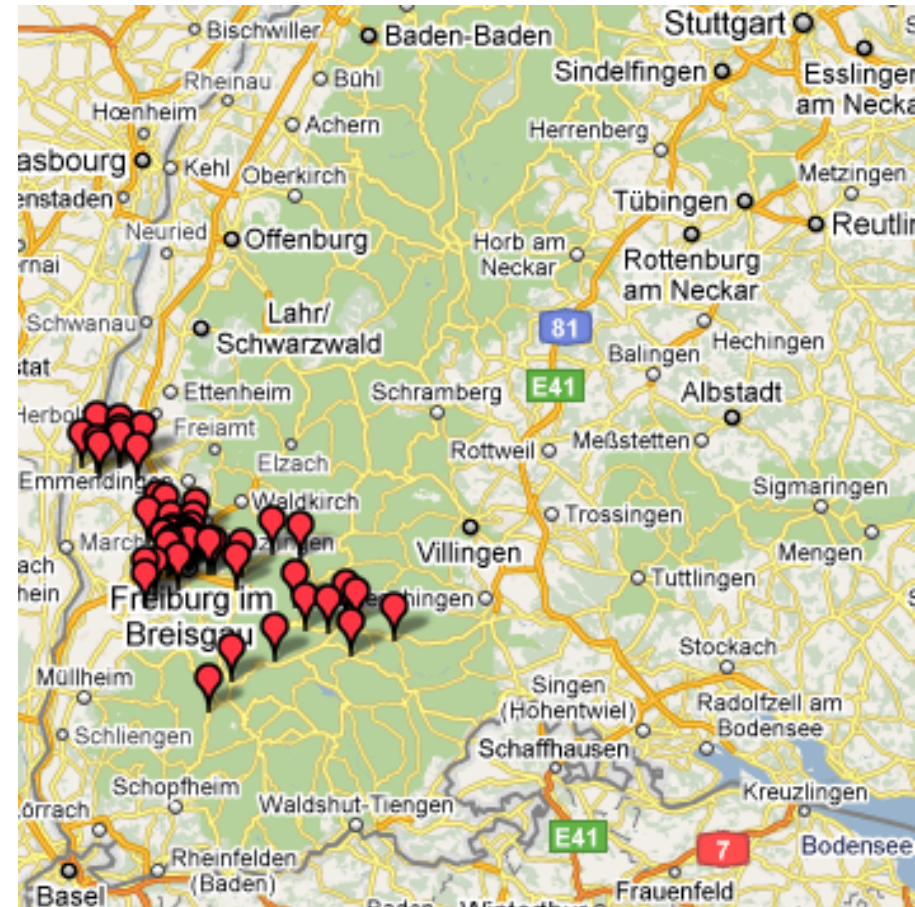 Bischwiller
Baden-Baden
Stuttgart
Sindelfingen
Esslingen
am Necka
Rheinau
Bühl
Hœnheim
Achern
Herrenberg
asbourg
Kehl
Oberkirch
Metzingen
enstaden
Tübingen
Neuried
Offenburg
Horb am
Neckar
Reutlin
rnai
Rottenburg
am Neckar
Schwanau
Lahr/
Schwarzwald
81
Hechingen
stat
Balingen
Ettenheim
Schramberg
E41
Albstadt
Herbol
Freiamt
Rottweil
Meßstetten
Elzach
Emmendingen
Waldkirch
Sigmaringen
Trossingen
March
Villingen
Mengen
ach
hein
Tuttlingen
Freiburg im
Breisgau
chingen
Stockach
Müllheim
Singen
(Hohentwiel)
Radolfzell am
Bodensee
Schliengen
Schaffhausen
Schopfheim
Kreuzlingen
örrach
Waldshut-Tiengen
E41
7
Bodensee
Rheinfelden
(Baden)
Basel
Frauenfeld